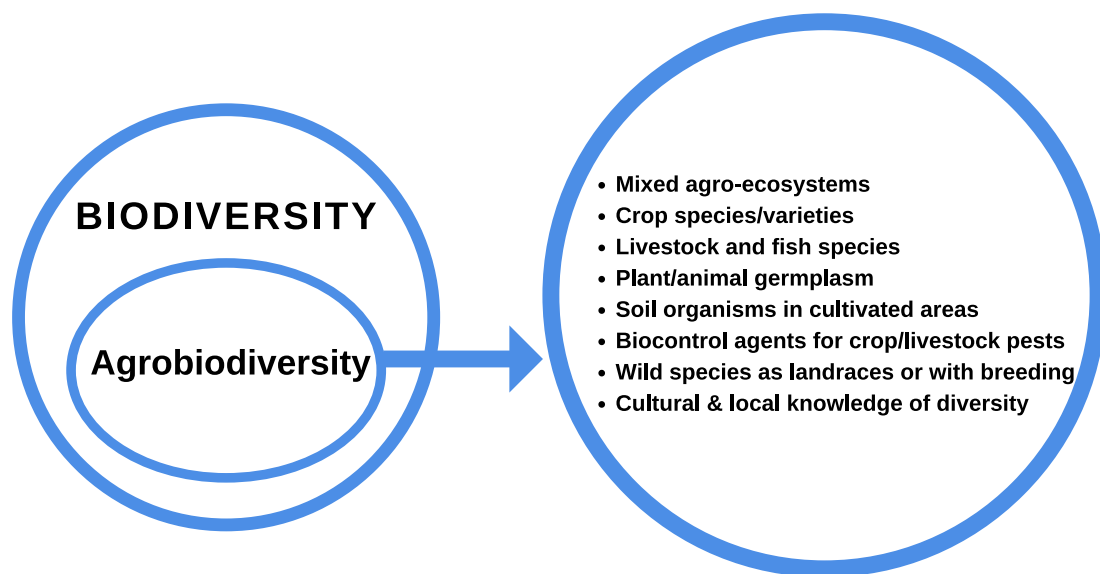 BIODIVERSITY
Agrobiodiversity
• Mixed agro-ecosystems
• Crop species/varieties
• Livestock and fish species
• Plant/animal germplasm
• Soil organisms in cultivated areas
• Biocontrol agents for crop/livestock pests
• Wild species as landraces or with breeding
• Cultural & local knowledge of diversity